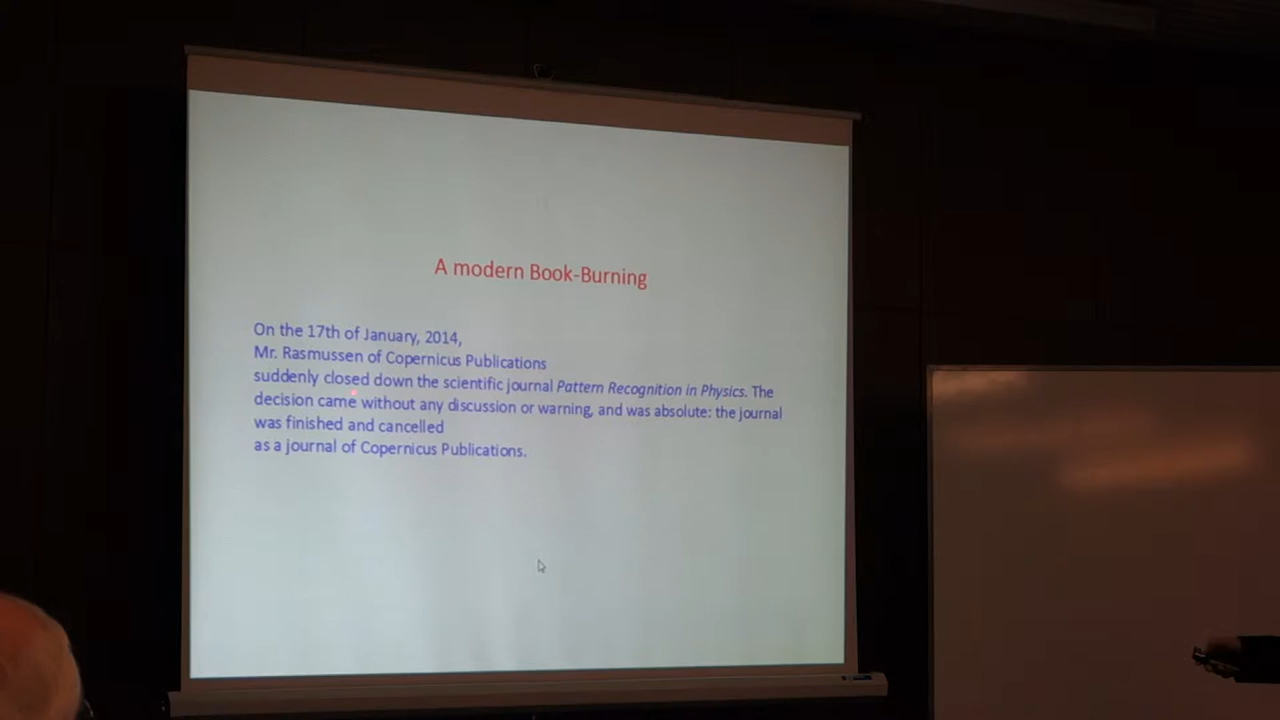 A modern Book-Burning
On the 17th of January, 2014,
Mr. Rasmussen of Copernicus Publications
suddenly closed down the scientific journal Pattern Recognition in Physics. The
decision came without any discussion or warning, and was absolute: the journal
was finished and cancelled
as a journal of Copernicus Publications.